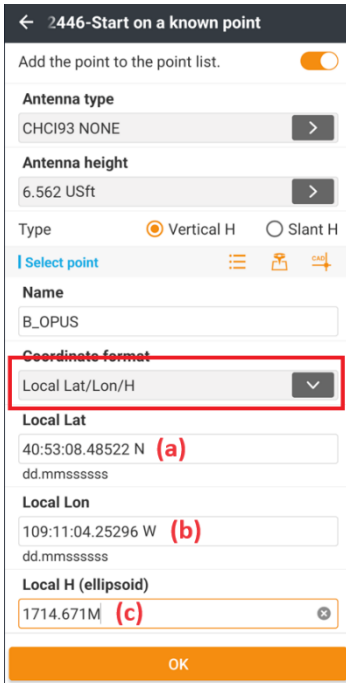 ← 2446-Start on a known point
Add the point to the point list.
Antenna type
CHCI93 NONE
Antenna height
6.562 USft
Type Vertical H Slant H
Select point CAD
Name
B_OPUS
Coordinate format
Local Lat/Lon/H
Local Lat
40:53:08.48522 N (a)
dd.mmssssss
Local Lon
109:11:04.25296 W (b)
dd.mmssssss
Local H (ellipsoid)
1714.671M (c)
OK